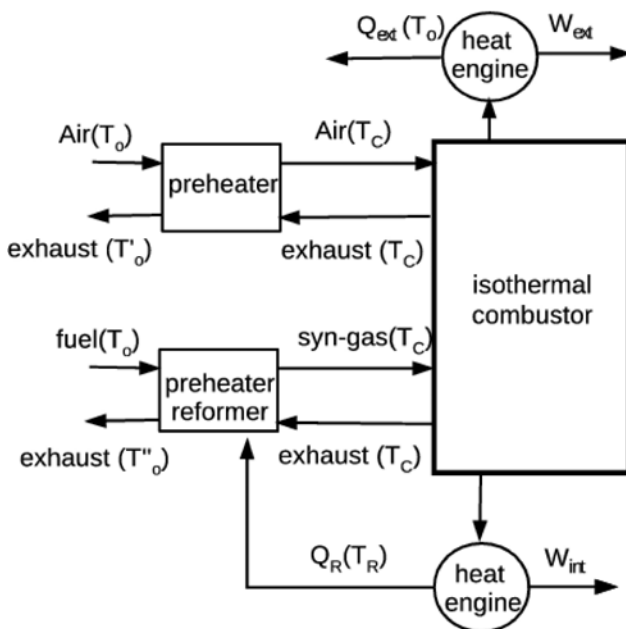 Q_ext (T_o)
W_ext
heat
engine
Air(T_o)
Air(T_C)
preheater
exhaust (T'_o)
exhaust (T_C)
isothermal
combustor
fuel(T_o)
syn-gas(T_C)
preheater
reformer
exhaust (T"_o)
exhaust (T_C)
Q_R(T_R)
heat
engine
W_int